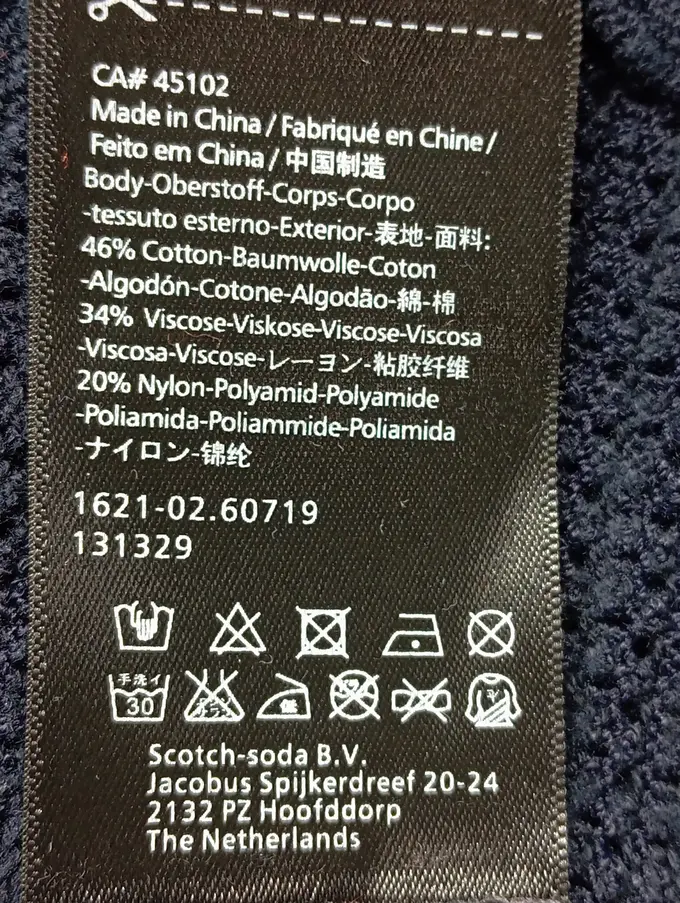 CA# 45102
Made in China / Fabriqué en Chine /
Feito em China / 中国制造
Body-Oberstoff-Corps-Corpo
-tessuto esterno-Exterior-表地-面料:
46% Cotton-Baumwolle-Coton
-Algodón-Cotone-Algodão-綿-棉
34% Viscose-Viskose-Viscose-Viscosa
-Viscosa-Viscose-レーヨン-粘胶纤维
20% Nylon-Polyamid-Polyamide
-Poliamida-Poliammide-Poliamida
-ナイロン-锦纶
1621-02.60719
131329
手洗イ
30
低
Scotch-soda B.V.
Jacobus Spijkerdreef 20-24
2132 PZ Hoofddorp
The Netherlands